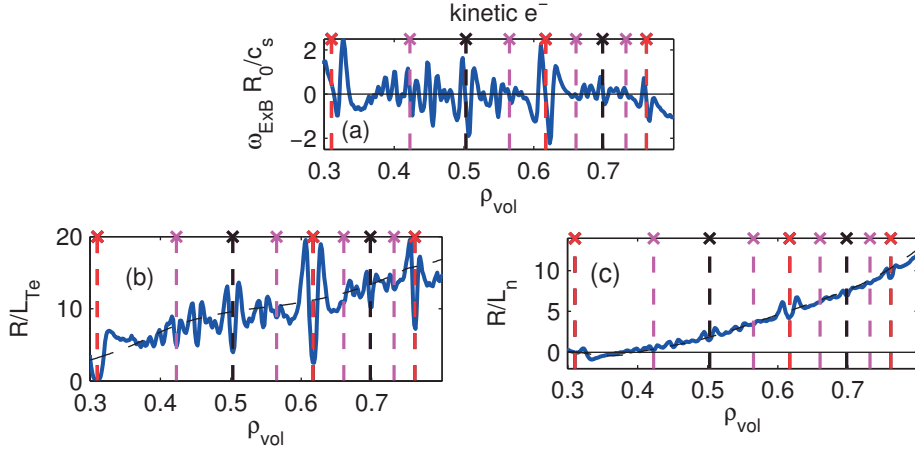 kinetic e⁻
ω_ExB R_0/c_s
2
0
−2
(a)
0.3 0.4 0.5 0.6 0.7
ρ_vol
R/L_Te
20
10
0
(b)
0.3 0.4 0.5 0.6 0.7
ρ_vol
R/L_n
10
5
0
(c)
0.3 0.4 0.5 0.6 0.7
ρ_vol